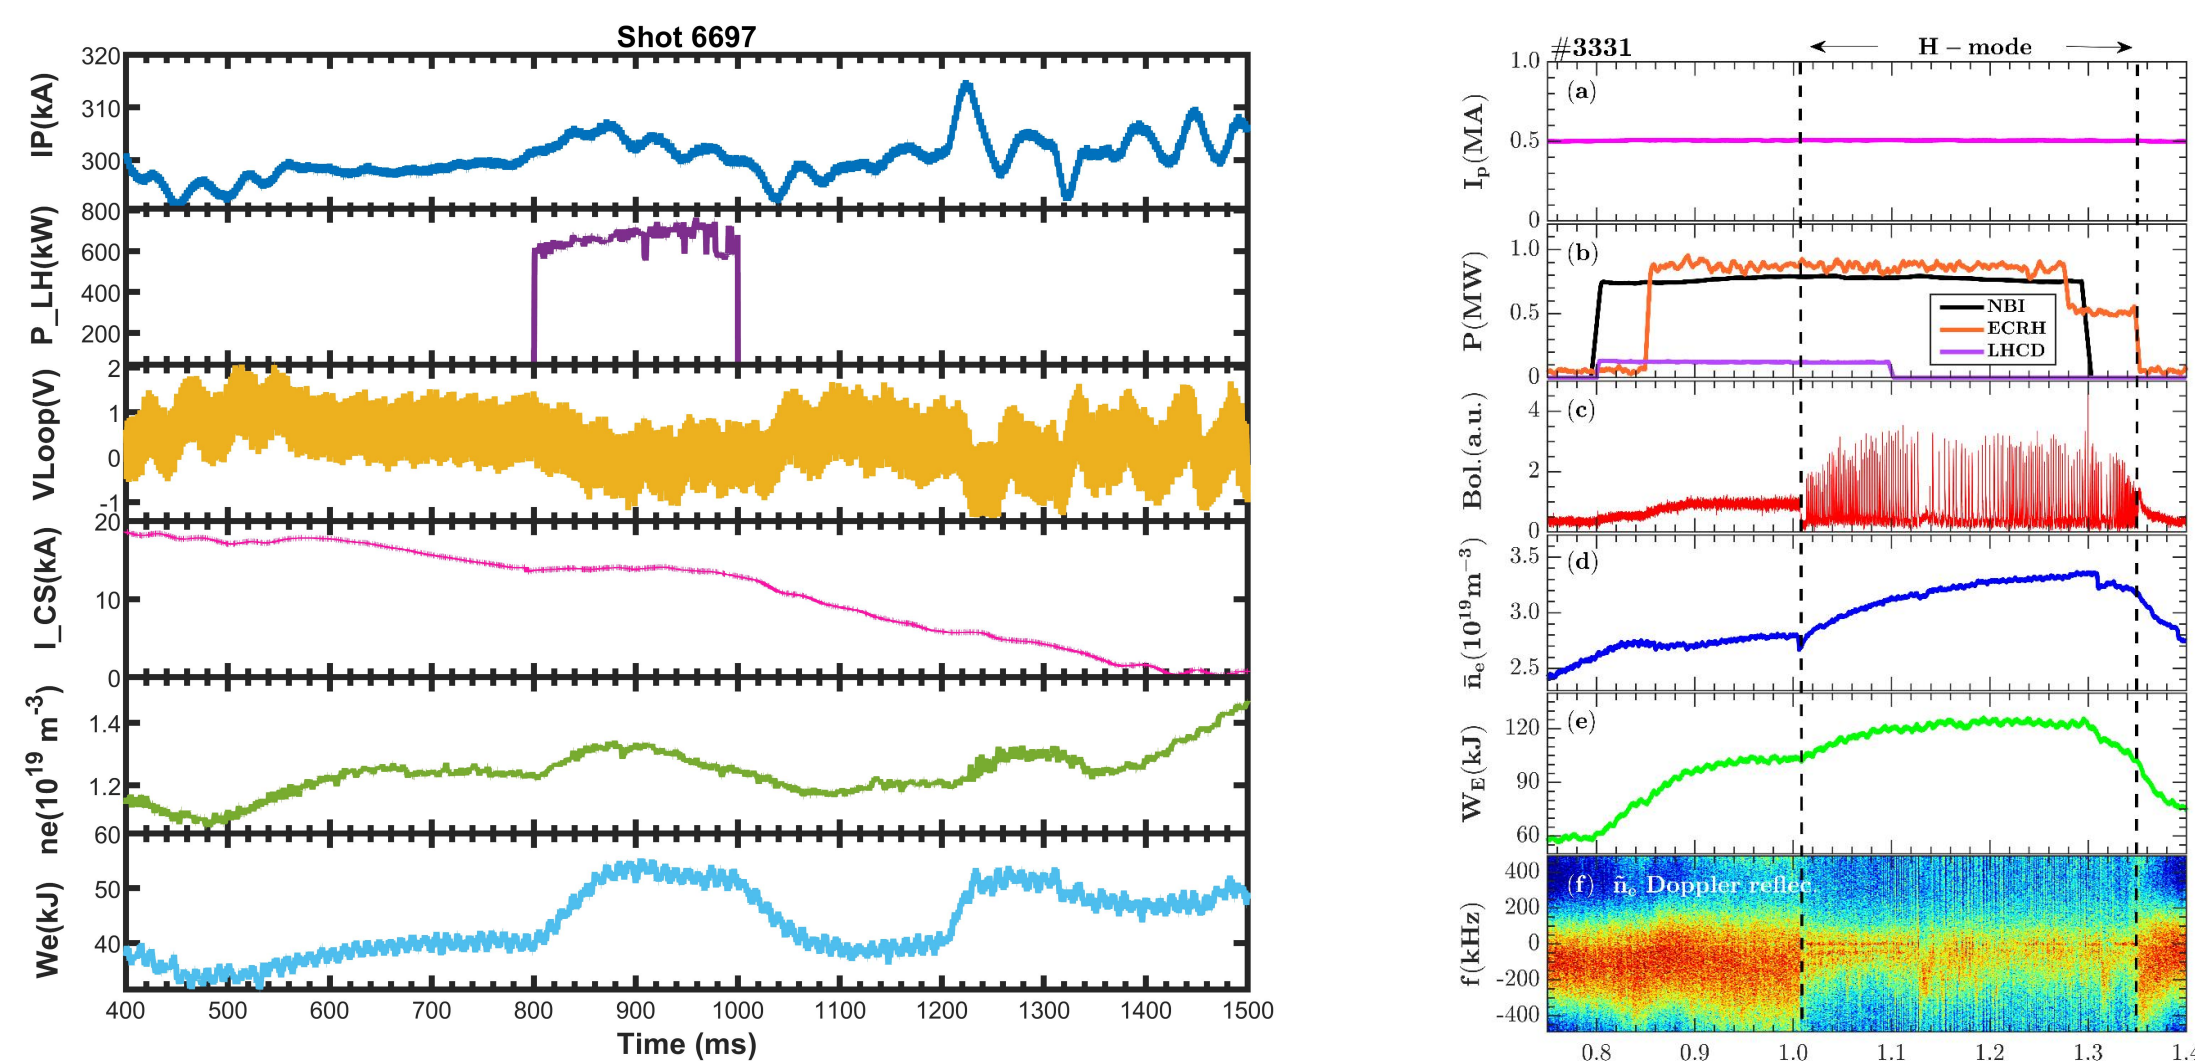 Shot 6697
IP(kA)
320
310
300
P_LH(kW)
800
600
400
200
VLoop(V)
2
1
0
-1
I_CS(kA)
20
10
0
ne(10^19 m^-3)
1.4
1.2
We(kJ)
60
50
40
400 500 600 700 800 900 1000 1100 1200 1300 1400 1500
Time (ms)
#3331
H – mode
(a)
I_p(MA)
1.0
0.5
0
(b)
P(MW)
1.0
0.5
0
NBI
ECRH
LHCD
(c)
Bol.(a.u.)
4
2
0
(d)
n̄_e(10^19 m^−3)
3.5
3.0
2.5
(e)
W_E(kJ)
120
90
60
(f) ñ_e Doppler reflec.
f(kHz)
400
200
0
-200
-400
0.8 0.9 1.0 1.1 1.2 1.3